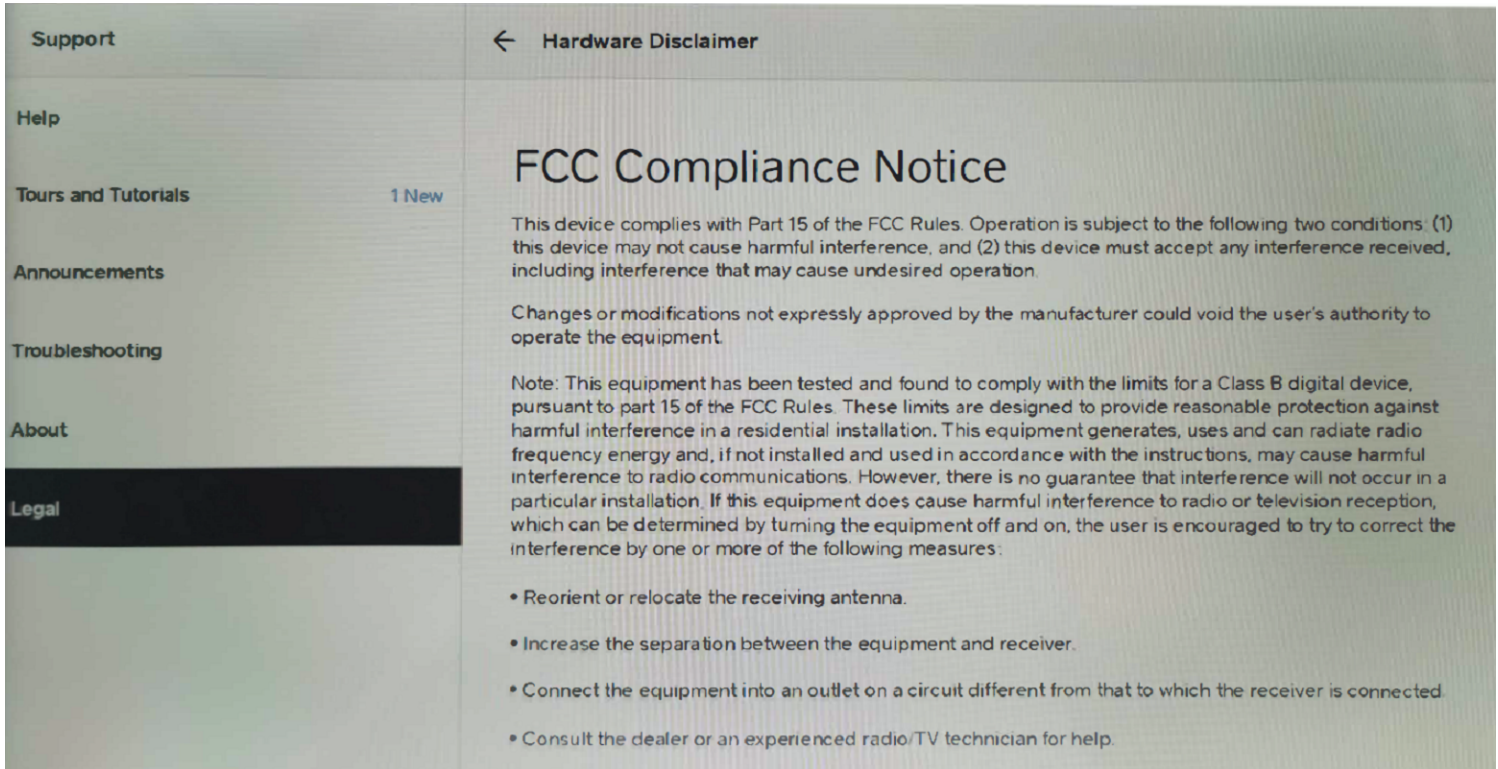 Support
← Hardware Disclaimer
Help
Tours and Tutorials 1 New
Announcements
Troubleshooting
About
Legal
FCC Compliance Notice
This device complies with Part 15 of the FCC Rules. Operation is subject to the following two conditions: (1)
this device may not cause harmful interference, and (2) this device must accept any interference received,
including interference that may cause undesired operation.
Changes or modifications not expressly approved by the manufacturer could void the user's authority to
operate the equipment.
Note: This equipment has been tested and found to comply with the limits for a Class B digital device,
pursuant to part 15 of the FCC Rules. These limits are designed to provide reasonable protection against
harmful interference in a residential installation. This equipment generates, uses and can radiate radio
frequency energy and, if not installed and used in accordance with the instructions, may cause harmful
interference to radio communications. However, there is no guarantee that interference will not occur in a
particular installation. If this equipment does cause harmful interference to radio or television reception,
which can be determined by turning the equipment off and on, the user is encouraged to try to correct the
interference by one or more of the following measures:
• Reorient or relocate the receiving antenna.
• Increase the separation between the equipment and receiver.
• Connect the equipment into an outlet on a circuit different from that to which the receiver is connected.
• Consult the dealer or an experienced radio/TV technician for help.